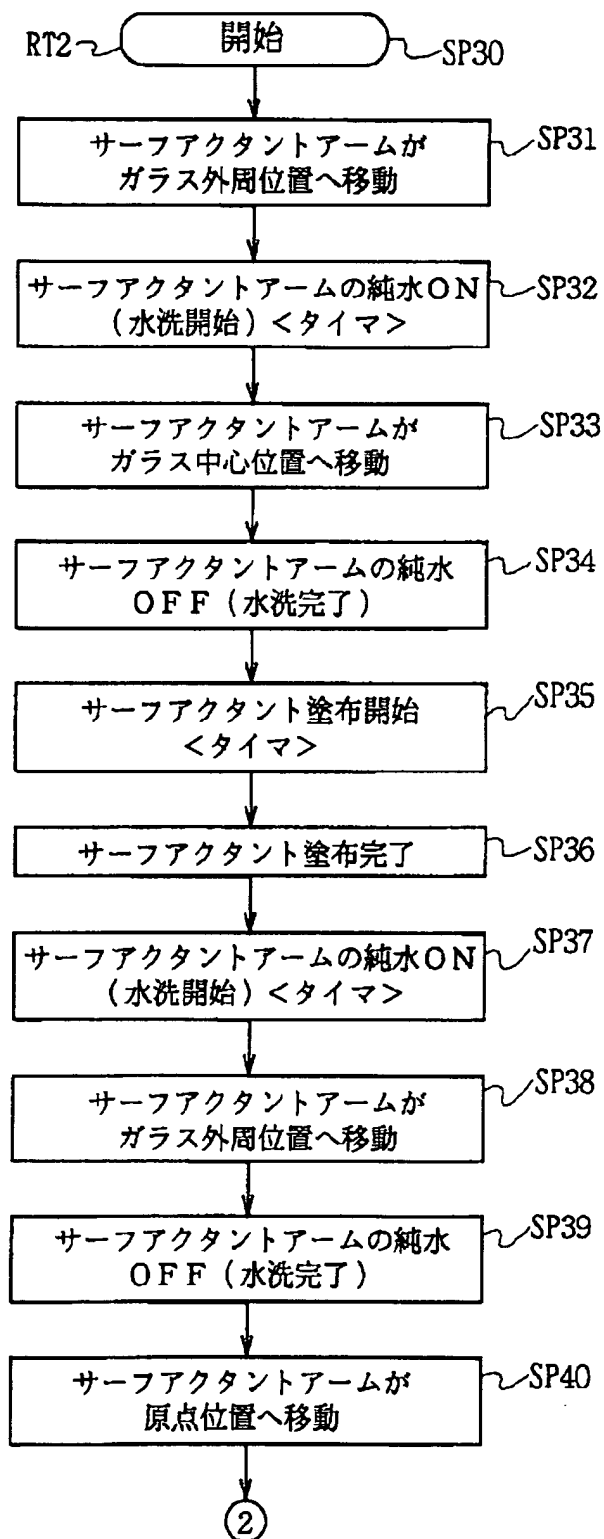 RT2 開始 SP30
サーフアクタントアームが SP31
ガラス外周位置へ移動
サーフアクタントアームの純水ON SP32
(水洗開始)<タイマ>
サーフアクタントアームが SP33
ガラス中心位置へ移動
サーフアクタントアームの純水 SP34
OFF(水洗完了)
サーフアクタント塗布開始 SP35
<タイマ>
サーフアクタント塗布完了 SP36
サーフアクタントアームの純水ON SP37
(水洗開始)<タイマ>
サーフアクタントアームが SP38
ガラス外周位置へ移動
サーフアクタントアームの純水 SP39
OFF(水洗完了)
サーフアクタントアームが SP40
原点位置へ移動
2